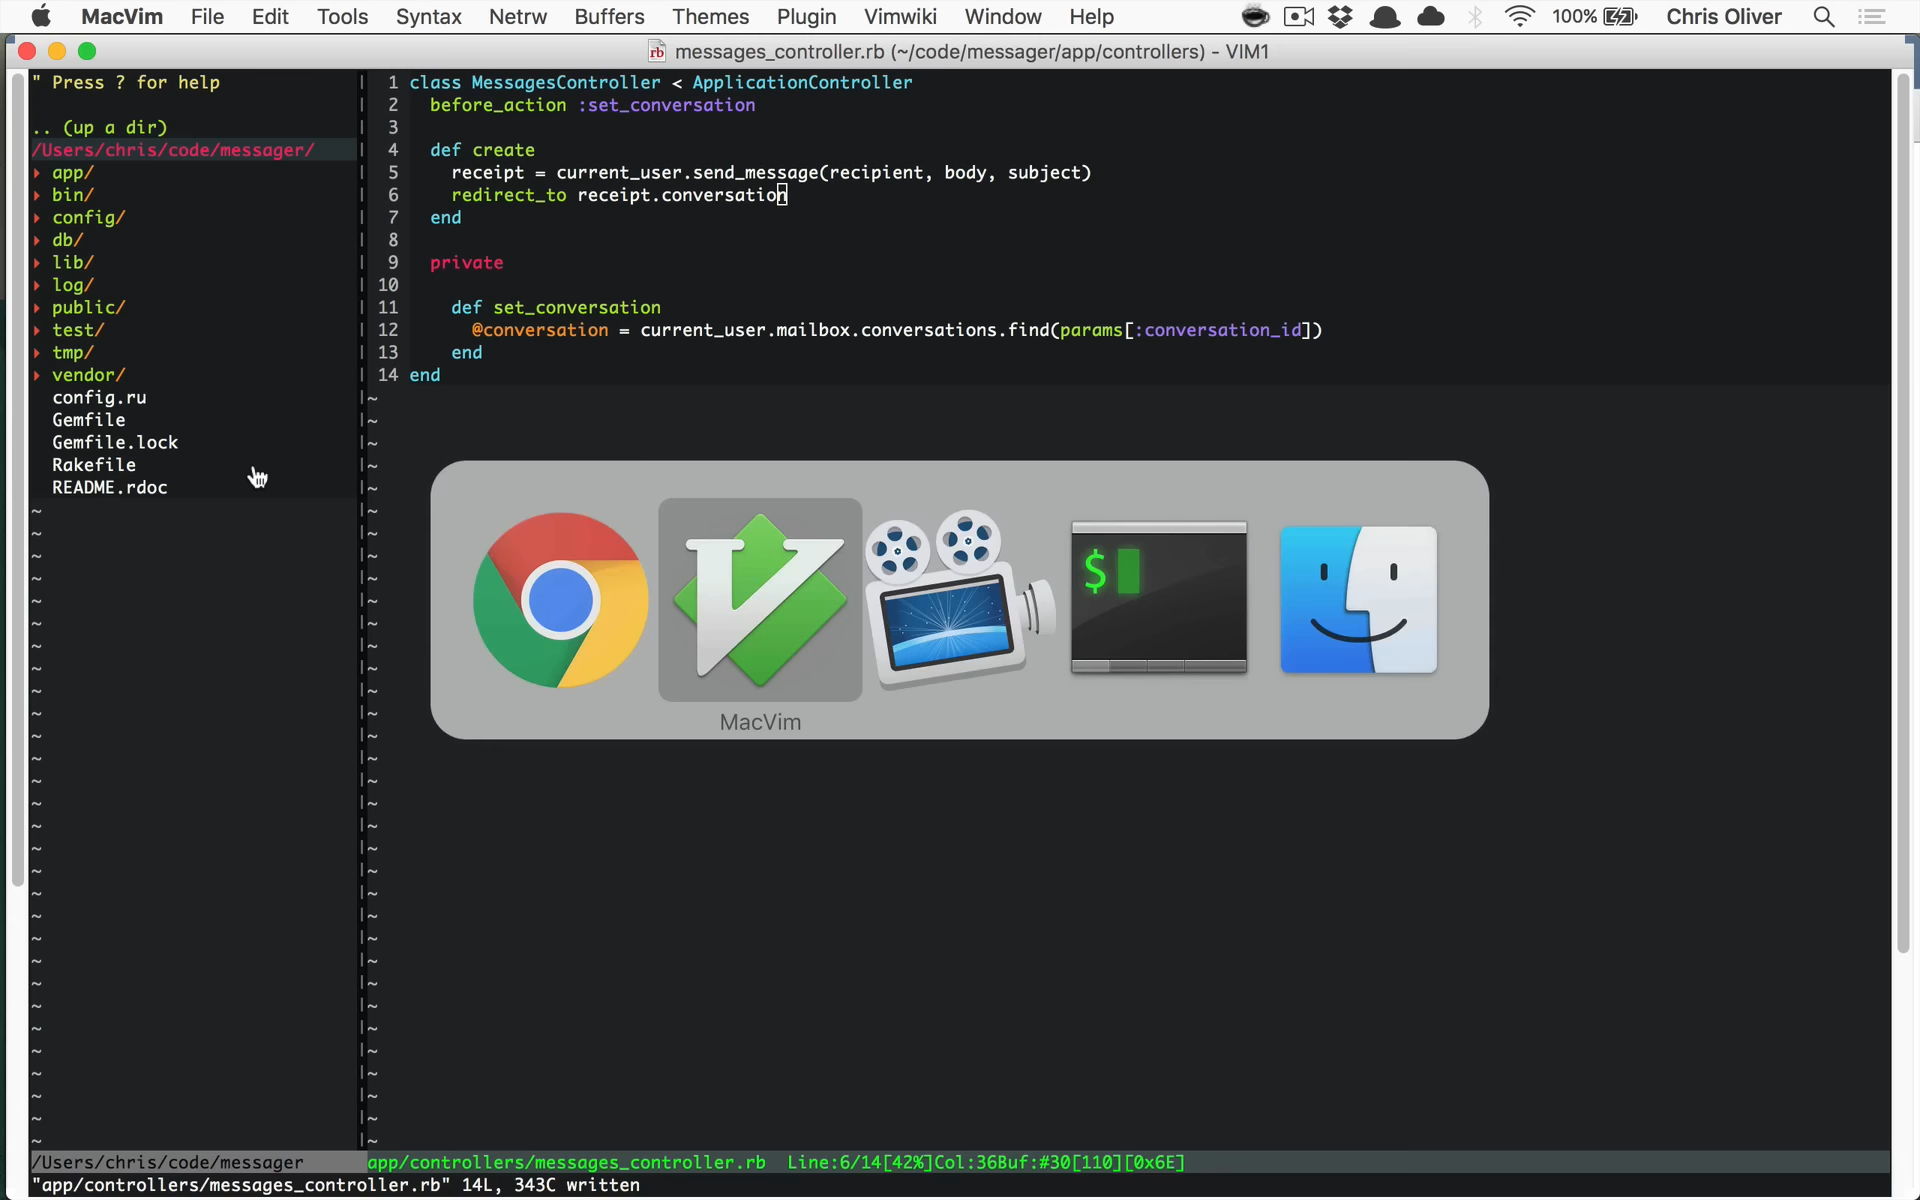 MacVim File Edit Tools Syntax Netrw Buffers Themes Plugin Vimwiki Window Help 100% Chris Oliver
messages_controller.rb (~/code/messager/app/controllers) - VIM1
" Press ? for help
.. (up a dir)
/Users/chris/code/messager/
app/
bin/
config/
db/
lib/
log/
public/
test/
tmp/
vendor/
config.ru
Gemfile
Gemfile.lock
Rakefile
README.rdoc
1 class MessagesController < ApplicationController
2 before_action :set_conversation
3
4 def create
5 receipt = current_user.send_message(recipient, body, subject)
6 redirect_to receipt.conversation
7 end
8
9 private
10
11 def set_conversation
12 @conversation = current_user.mailbox.conversations.find(params[:conversation_id])
13 end
14 end
$
MacVim
/Users/chris/code/messager
app/controllers/messages_controller.rb Line:6/14[42%]Col:36Buf:#30[110][0x6E]
"app/controllers/messages_controller.rb" 14L, 343C written